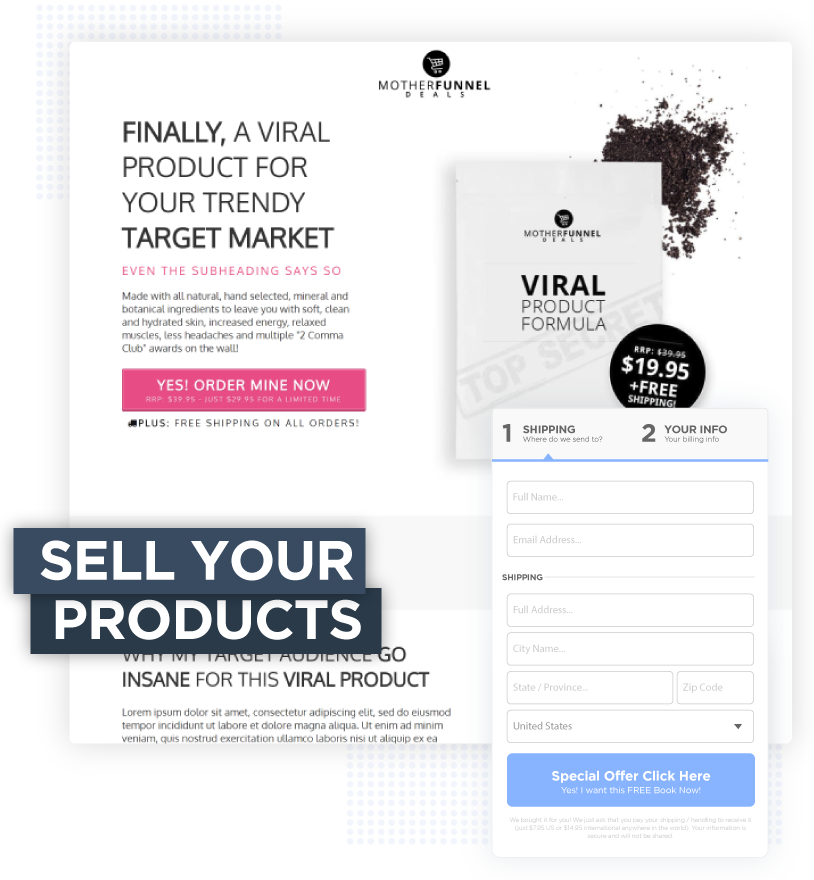 MOTHERFUNNEL
DEALS
FINALLY, A VIRAL
PRODUCT FOR
YOUR TRENDY
TARGET MARKET
EVEN THE SUBHEADING SAYS SO
Made with all natural, hand selected, mineral and
botanical ingredients to leave you with soft, clean
and hydrated skin, increased energy, relaxed
muscles, less headaches and multiple "2 Comma
Club" awards on the wall!
YES! ORDER MINE NOW
RRP: $39.95 - JUST $29.95 FOR A LIMITED TIME
PLUS: FREE SHIPPING ON ALL ORDERS!
MOTHERFUNNEL
DEALS
VIRAL
PRODUCT
FORMULA
TOP SECRET
RRP: $39.95
$19.95
+FREE
SHIPPING!
1 SHIPPING
Where do we send to?
2 YOUR INFO
Your billing info
Full Name...
Email Address...
SHIPPING
Full Address...
City Name...
State / Province...
Zip Code
United States
Special Offer Click Here
Yes! I want this FREE Book Now!
We bought it for you! We just ask that you pay your shipping / handling to receive it
(just $7.95 US or $14.95 international anywhere in the world). Your information is
secure and will not be shared
SELL YOUR
PRODUCTS
WHY MY TARGET AUDIENCE GO
INSANE FOR THIS VIRAL PRODUCT
Lorem ipsum dolor sit amet, consectetur adipiscing elit, sed do eiusmod
tempor incididunt ut labore et dolore magna aliqua. Ut enim ad minim
veniam, quis nostrud exercitation ullamco laboris nisi ut aliquip ex ea